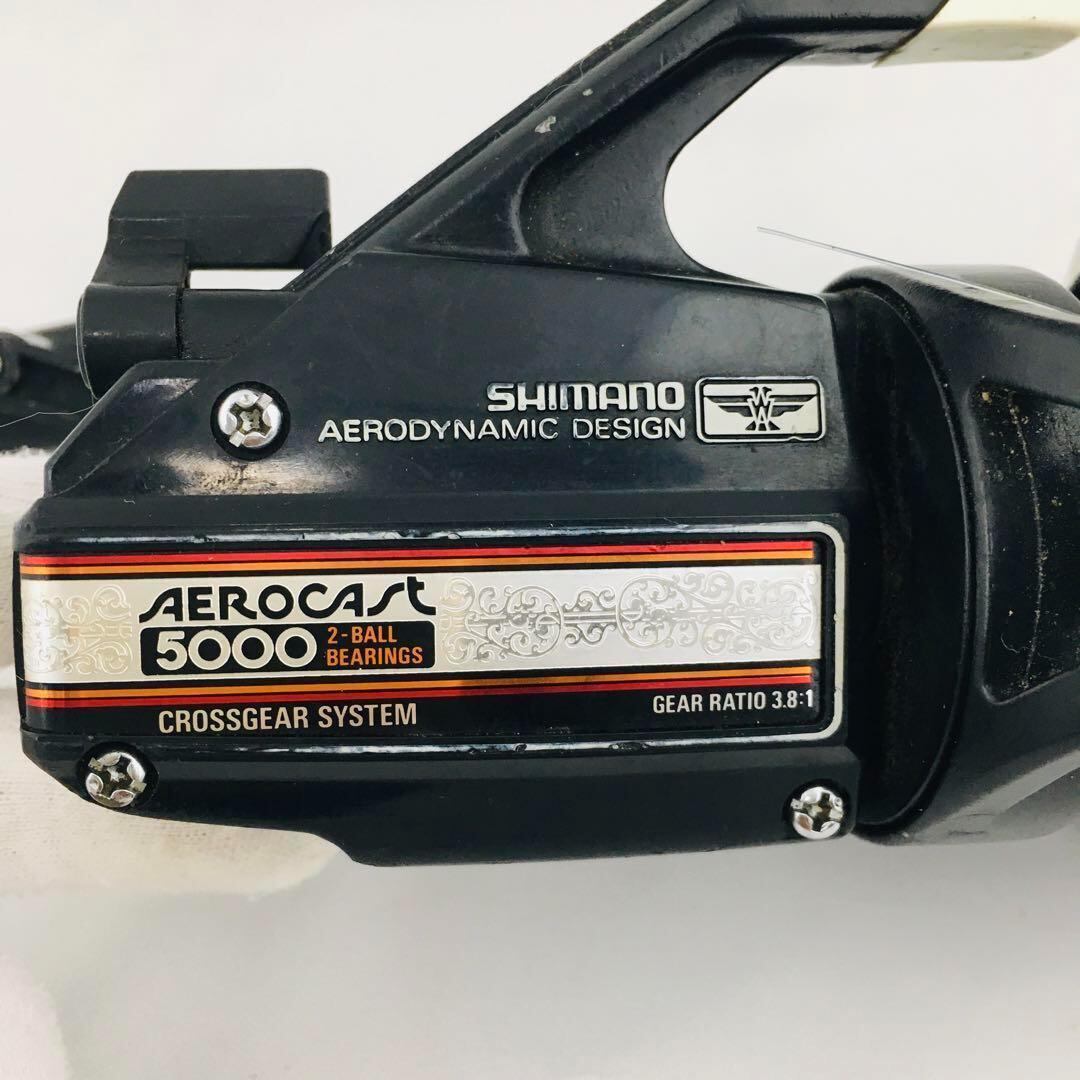 SHIMANO
AERODYNAMIC DESIGN
AEROCAST
5000 2-BALL
BEARINGS
CROSSGEAR SYSTEM
GEAR RATIO 3.8:1